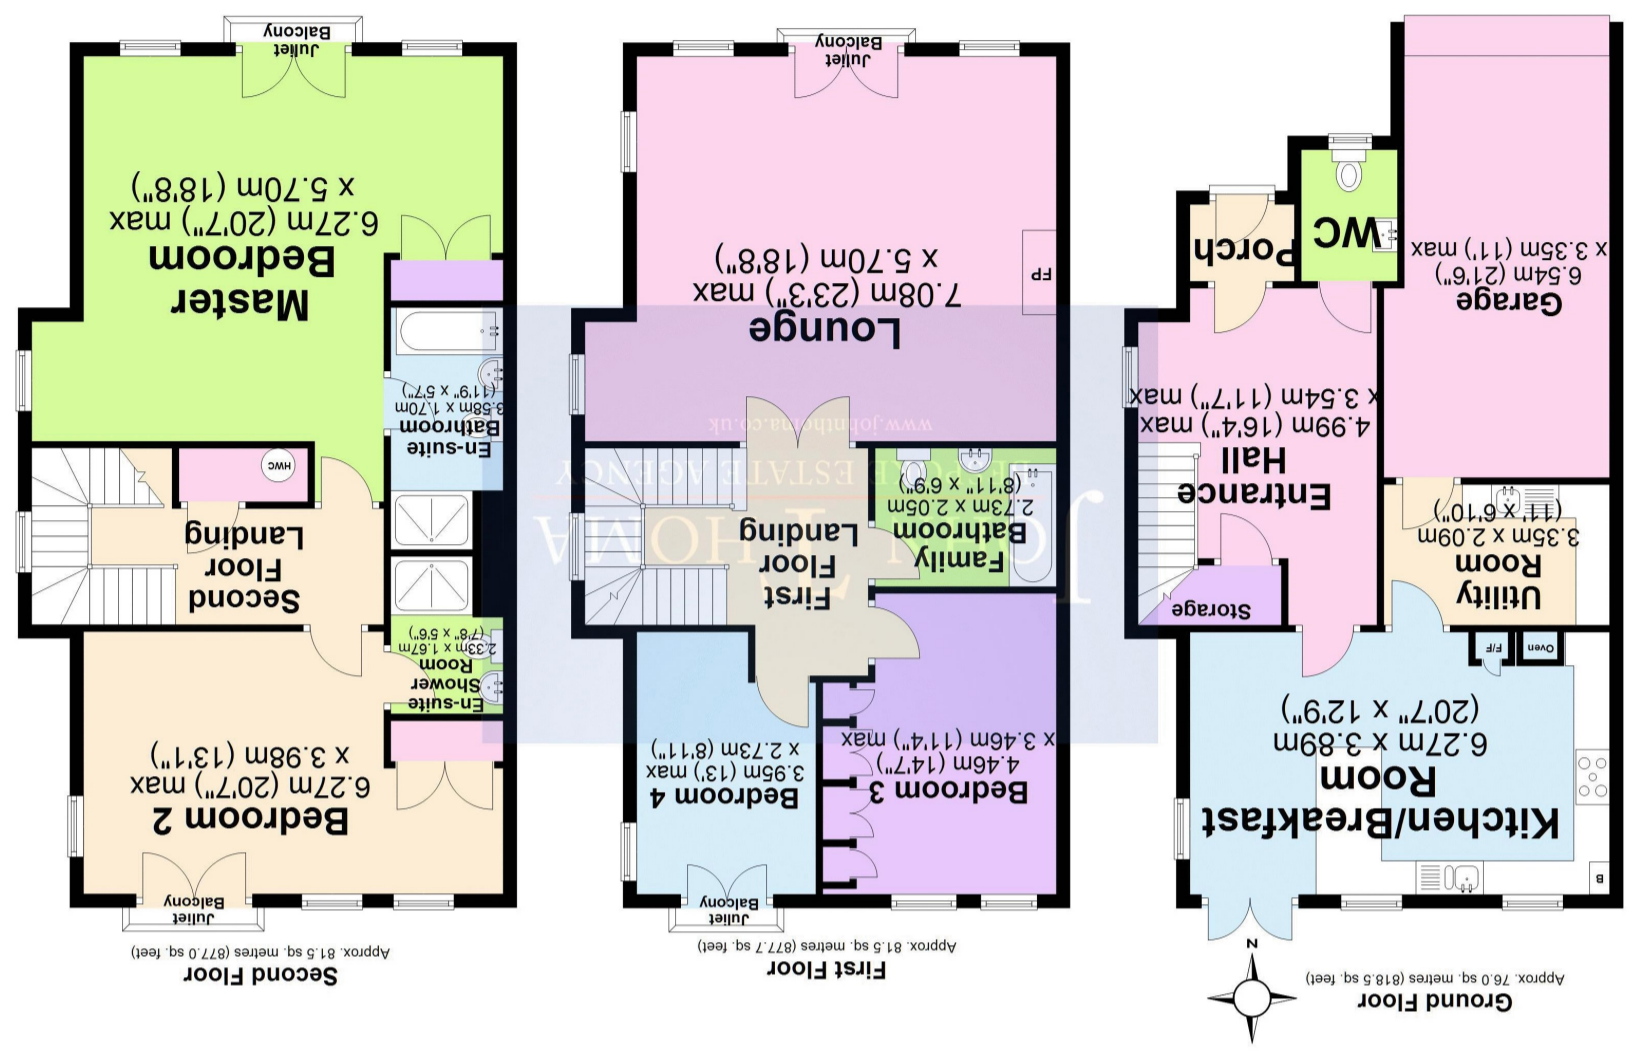 Ground Floor
Approx. 76.0 sq. metres (818.5 sq. feet)
N
B
Kitchen/Breakfast
Room
6.27m x 3.89m
(20'7" x 12'9")
Oven
F/F
Utility
Room
3.35m x 2.09m
(11' x 6'10")
Storage
Entrance
Hall
4.99m (16'4") max
x 3.54m (11'7") max
Garage
6.54m (21'6")
x 3.35m (11') max
WC
Porch
First Floor
Approx. 81.5 sq. metres (877.7 sq. feet)
Juliet
Balcony
Bedroom 3
4.46m (14'7")
x 3.46m (11'4") max
Bedroom 4
3.95m (13') max
x 2.73m (8'11")
Family
Bathroom
2.73m x 2.05m
(8'11" x 6'9")
First
Floor
Landing
JOHN THOMA
BESPOKE ESTATE AGENCY
www.johnthoma.co.uk
Lounge
7.08m (23'3") max
x 5.70m (18'8")
FP
Juliet
Balcony
Second Floor
Approx. 81.5 sq. metres (877.0 sq. feet)
Juliet
Balcony
Bedroom 2
6.27m (20'7") max
x 3.98m (13'1")
En-suite
Shower
Room
2.33m x 1.67m
(7'8" x 5'6")
Second
Floor
Landing
HWC
En-suite
Bathroom
3.58m x 1.70m
(11'9" x 5'7")
Master
Bedroom
6.27m (20'7") max
x 5.70m (18'8")
Juliet
Balcony